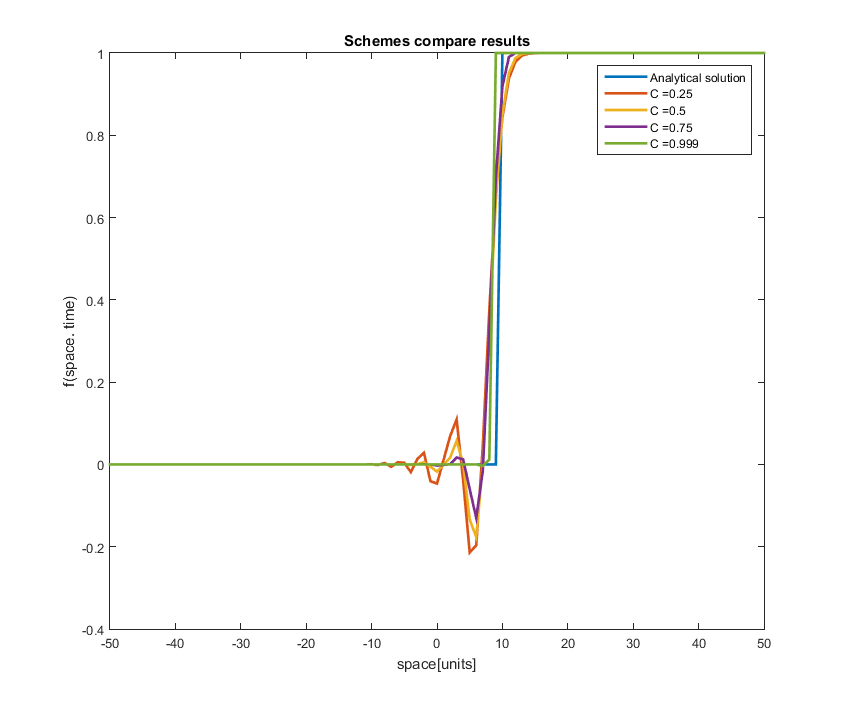 Schemes compare results
1
0.8
0.6
0.4
0.2
0
-0.2
-0.4
f(space. time)
Analytical solution
C =0.25
C =0.5
C =0.75
C =0.999
-50 -40 -30 -20 -10 0 10 20 30 40 50
space[units]